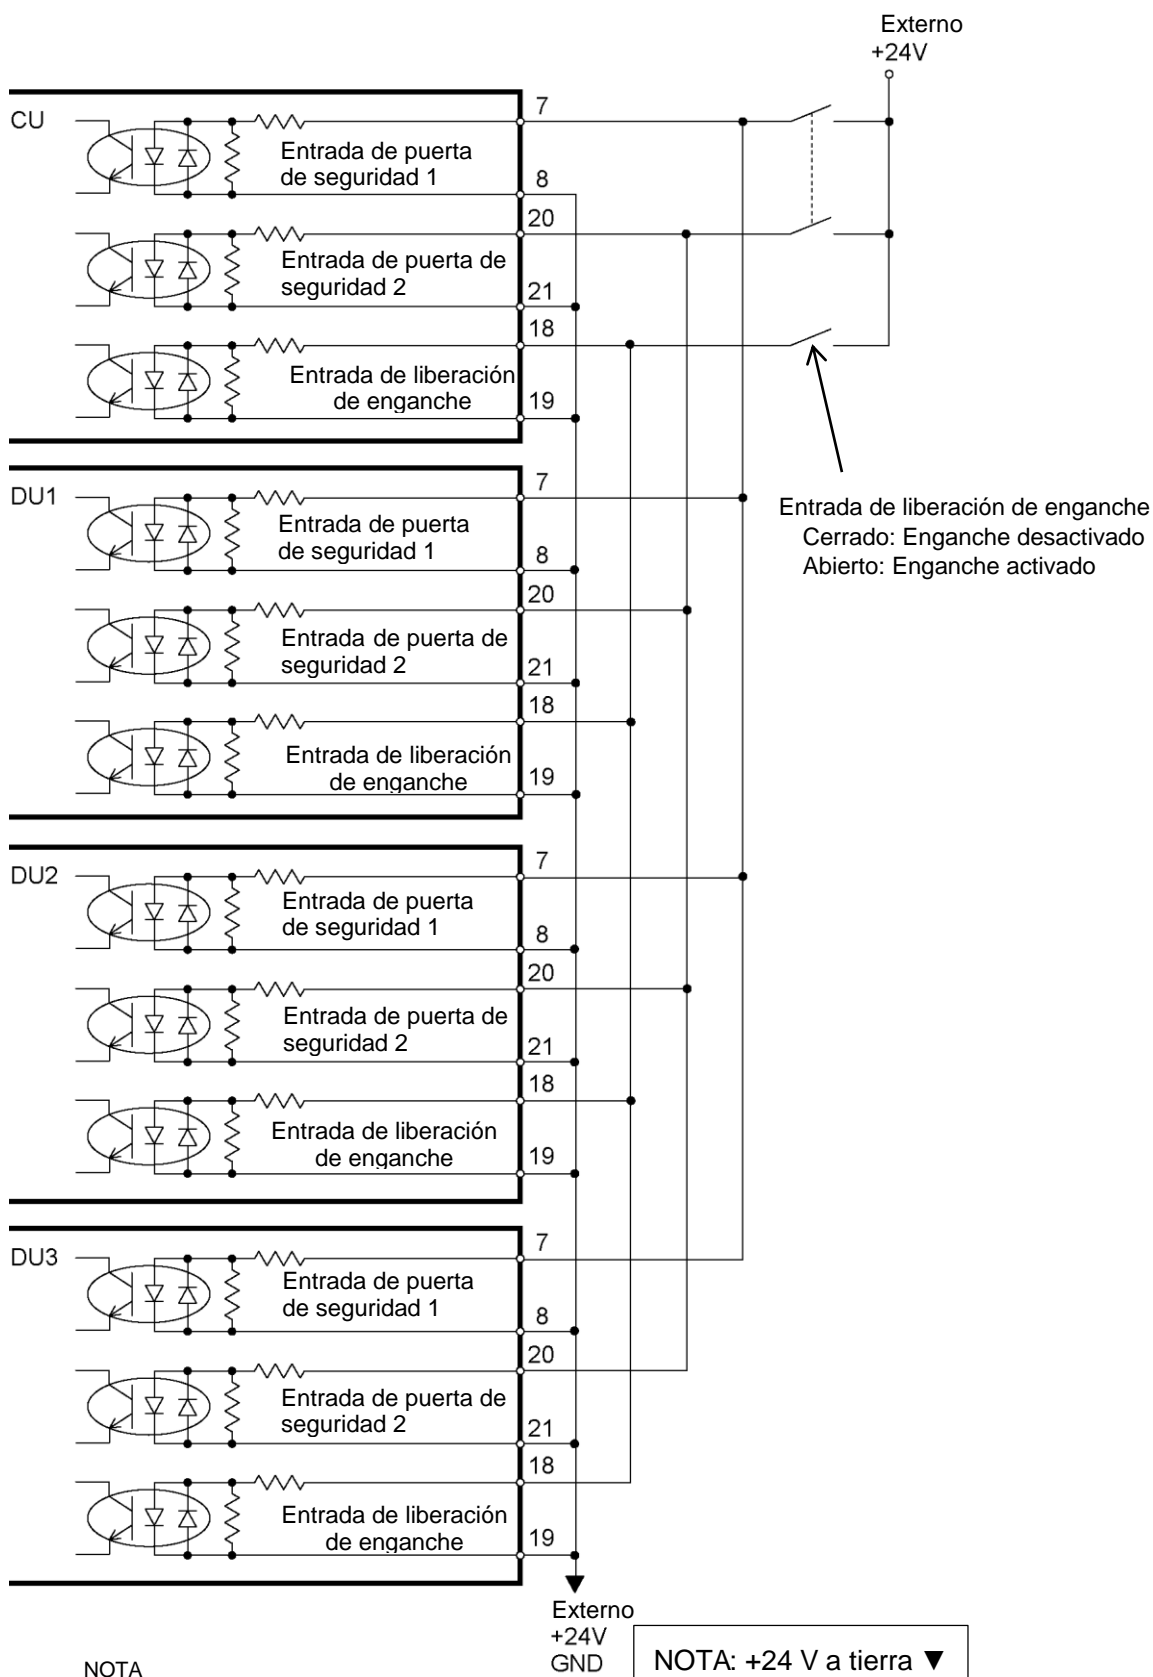 Externo
+24V
CU
7
Entrada de puerta
de seguridad 1
8
20
Entrada de puerta de
seguridad 2
21
18
Entrada de liberación
de enganche
19
DU1
7
Entrada de puerta
de seguridad 1
8
20
Entrada de puerta de
seguridad 2
21
18
Entrada de liberación
de enganche
19
Entrada de liberación de enganche
Cerrado: Enganche desactivado
Abierto: Enganche activado
DU2
7
Entrada de puerta
de seguridad 1
8
20
Entrada de puerta de
seguridad 2
21
18
Entrada de liberación
de enganche
19
DU3
7
Entrada de puerta
de seguridad 1
8
20
Entrada de puerta de
seguridad 2
21
18
Entrada de liberación
de enganche
19
Externo
+24V
GND
NOTA: +24 V a tierra ▼
NOTA